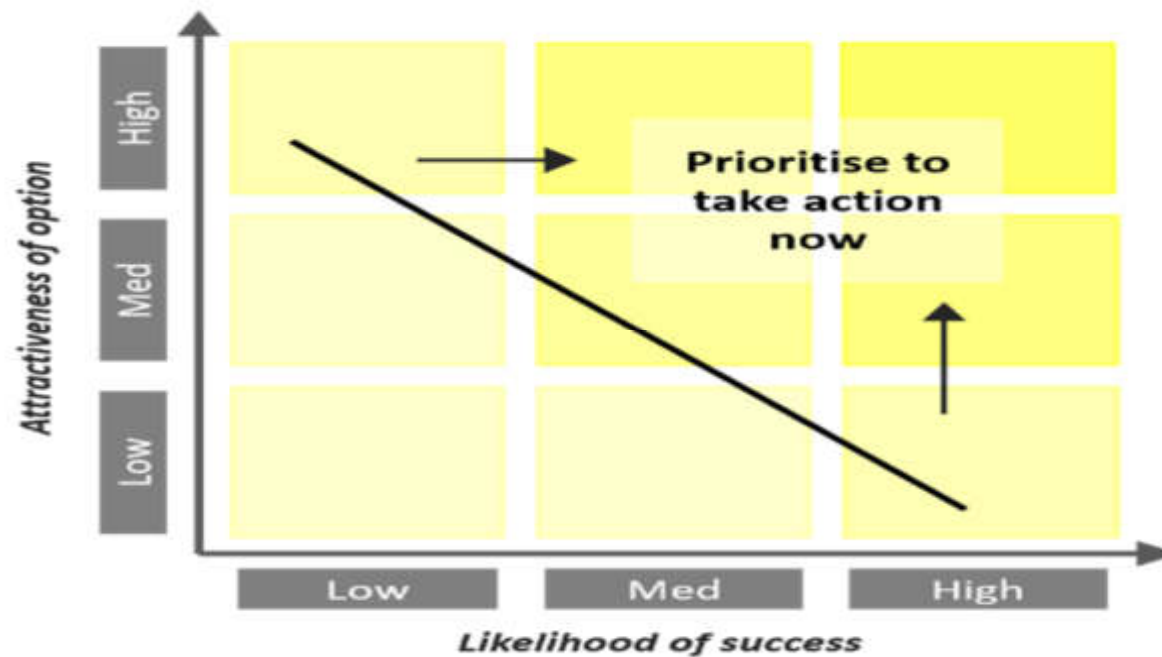 Attractiveness of option
High
Med
Low
Prioritise to
take action
now
Low
Med
High
Likelihood of success